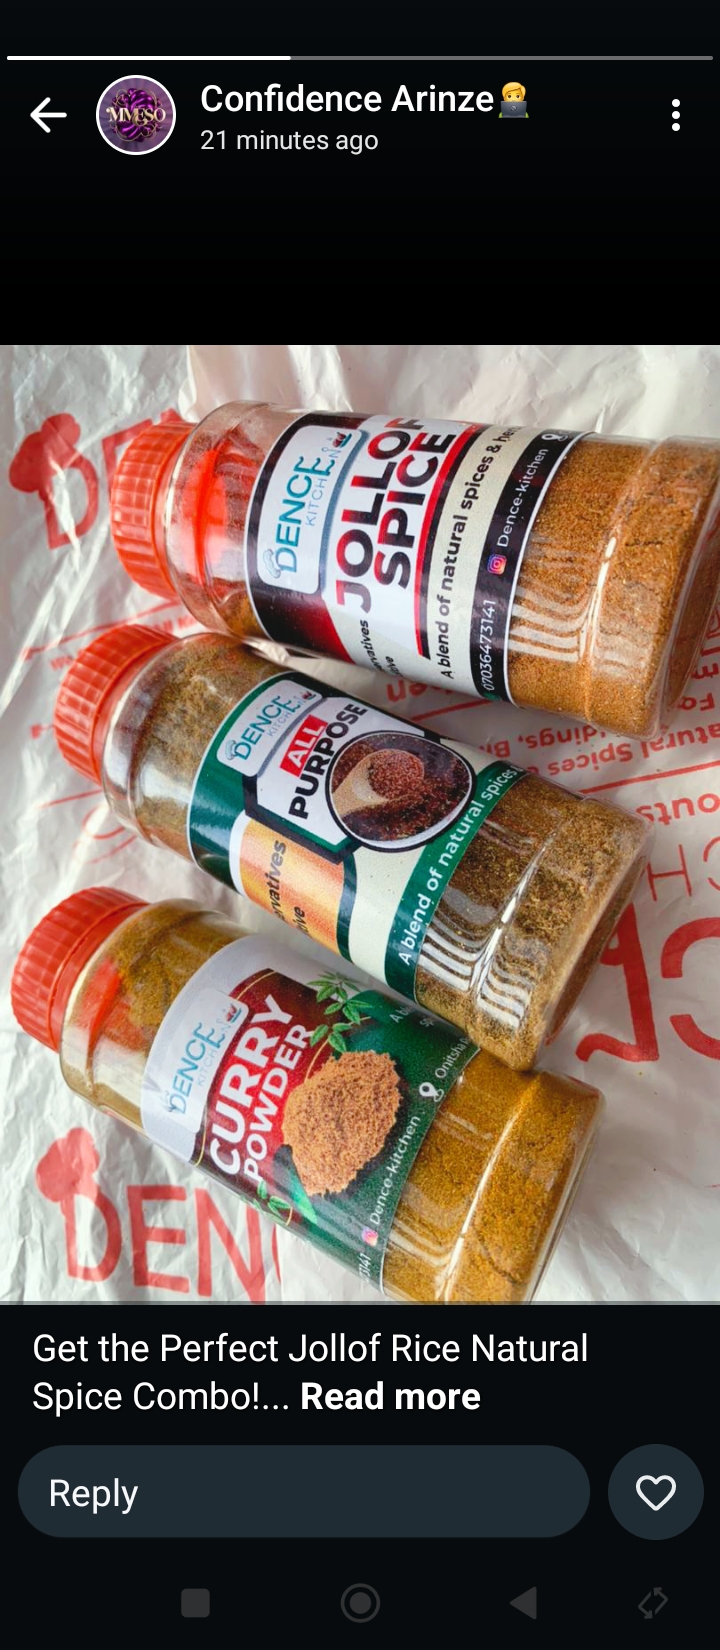 Confidence Arinze
21 minutes ago
MMESO
DENCE
KITCHEN
JOLLOF
SPICE
A blend of natural spices &
Dence-kitchen
07036473141
DENCE
KITCHEN
ALL
PURPOSE
A blend of natural spices
DENCE
KITCHEN
CURRY
POWDER
Dence-kitchen
Onitsha
DEN
Get the Perfect Jollof Rice Natural
Spice Combo!... Read more
Reply